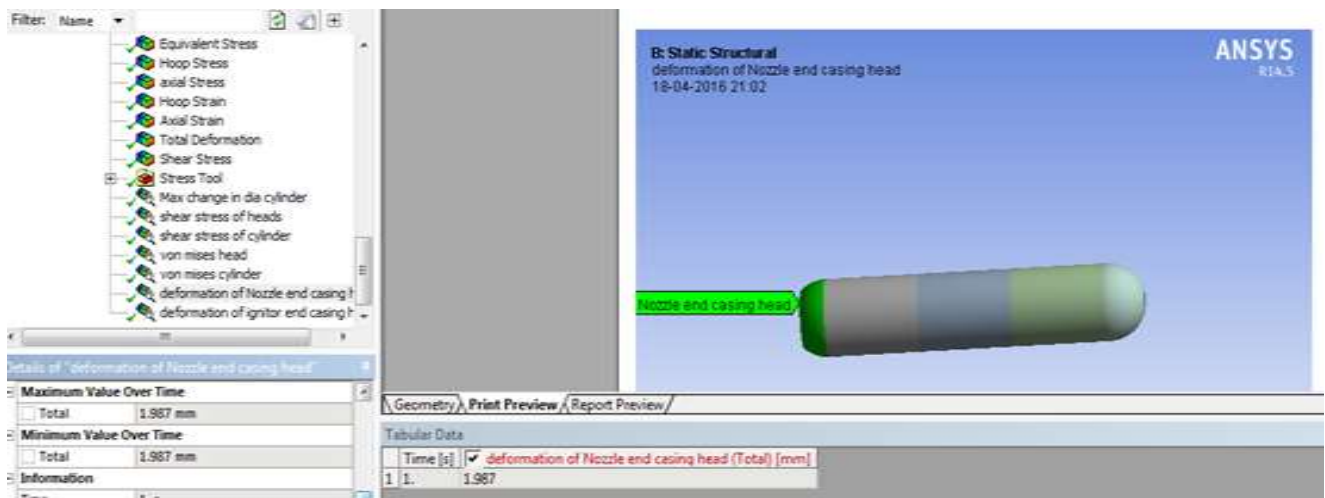 Filter: Name
Equivalent Stress
Hoop Stress
axial Stress
Hoop Strain
Axial Strain
Total Deformation
Shear Stress
Stress Tool
Max change in dia cylinder
shear stress of heads
shear stress of cylinder
von mises head
von mises cylinder
deformation of Nozzle end casing h
deformation of ignitor end casing h
Details of "deformation of Nozzle end casing head"
Maximum Value Over Time
Total 1.987 mm
Minimum Value Over Time
Total 1.987 mm
Information
B: Static Structural
deformation of Nozzle end casing head
18-04-2016 21:02
ANSYS
R14.5
Nozzle end casing head
Geometry Print Preview Report Preview
Tabular Data
Time [s] deformation of Nozzle end casing head (Total) [mm]
1 1. 1.987